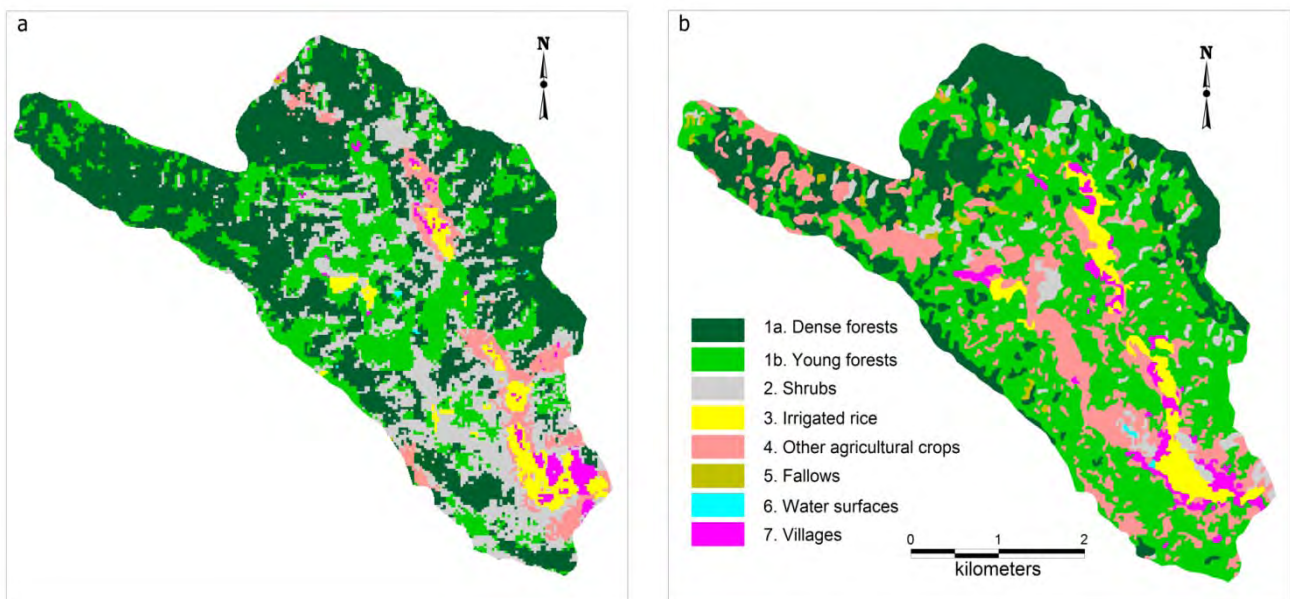 a
N
b
N
1a. Dense forests
1b. Young forests
2. Shrubs
3. Irrigated rice
4. Other agricultural crops
5. Fallows
6. Water surfaces
7. Villages
0 1 2
kilometers